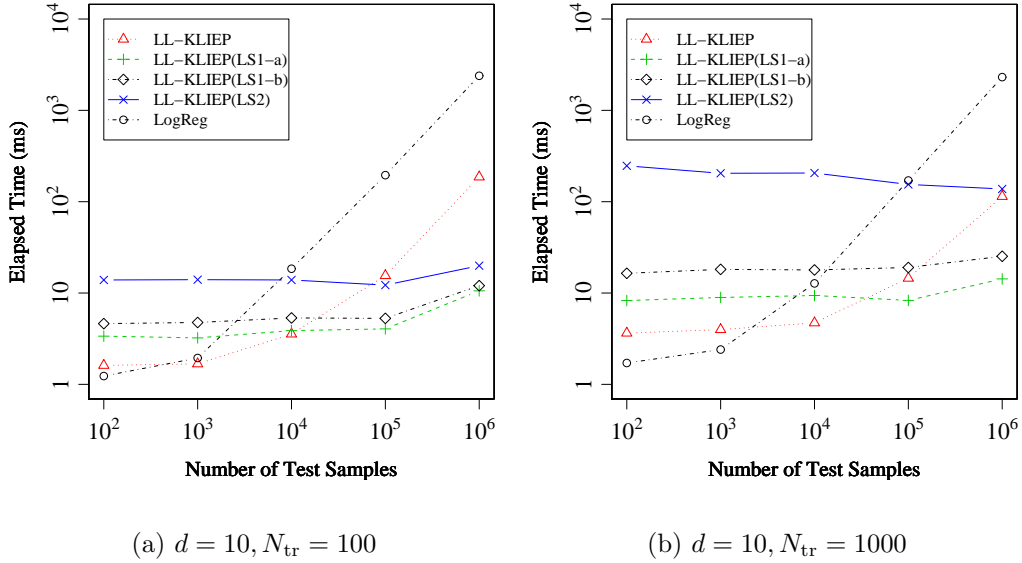 LL−KLIEP
LL−KLIEP(LS1−a)
LL−KLIEP(LS1−b)
LL−KLIEP(LS2)
LogReg
Elapsed Time (ms)
10^4
10^3
10^2
10
1
10^2 10^3 10^4 10^5 10^6
Number of Test Samples
(a) d = 10, N_tr = 100
LL−KLIEP
LL−KLIEP(LS1−a)
LL−KLIEP(LS1−b)
LL−KLIEP(LS2)
LogReg
Elapsed Time (ms)
10^4
10^3
10^2
10
1
10^2 10^3 10^4 10^5 10^6
Number of Test Samples
(b) d = 10, N_tr = 1000